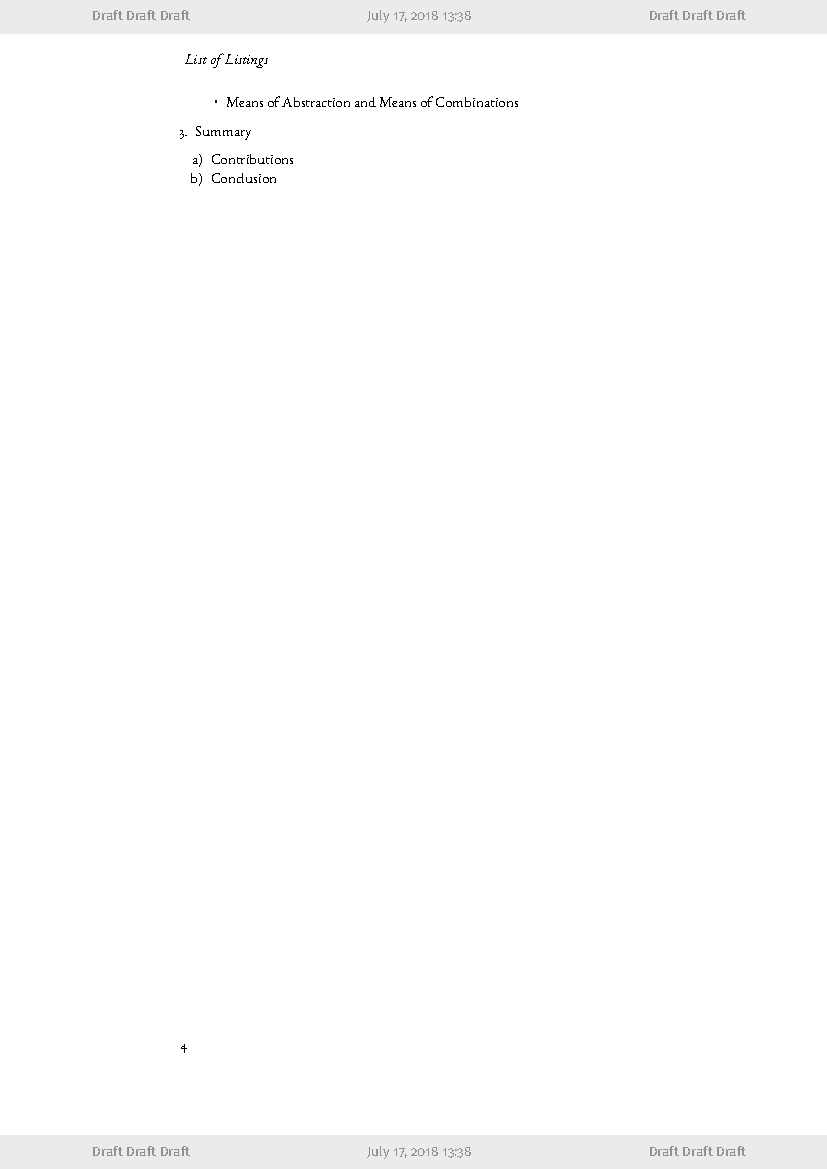 Draft Draft Draft July 17, 2018 13:38 Draft Draft Draft
List of Listings
• Means of Abstraction and Means of Combinations
3. Summary
a) Contributions
b) Conclusion
4
Draft Draft Draft July 17, 2018 13:38 Draft Draft Draft